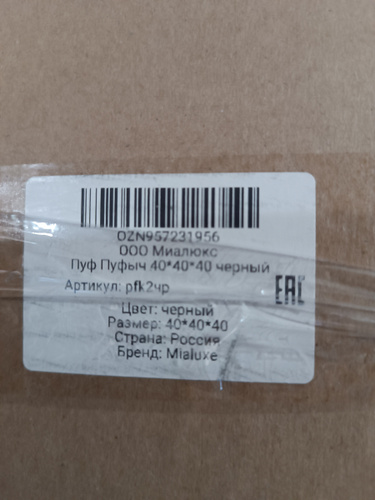 OZN957231956
ООО Миалюкс
Пуф Пуфыч 40*40*40 черный
Артикул: pfk2чр
EAC
Цвет: черный
Размер: 40*40*40
Страна: Россия
Бренд: Mialuxe